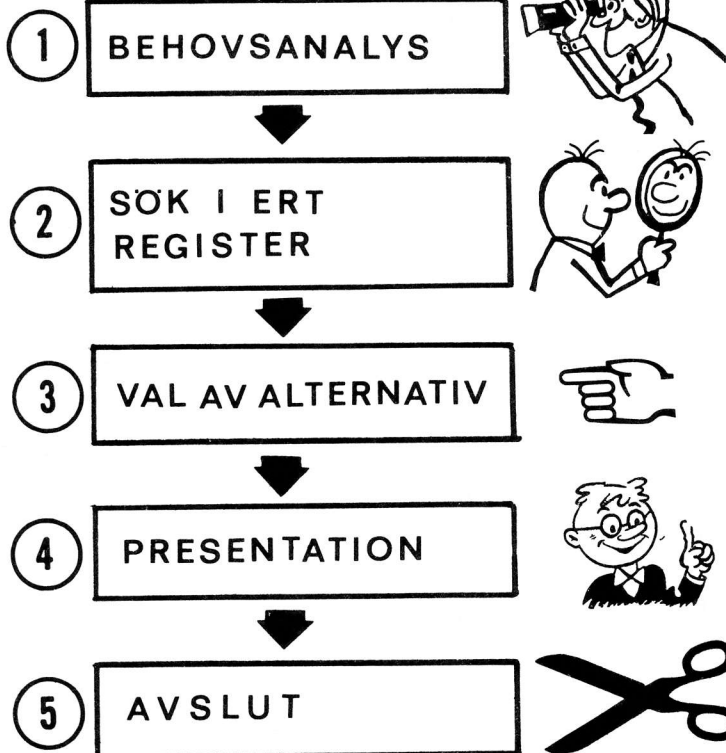 1 BEHOVSANALYS
2 SÖK I ERT
REGISTER
3 VAL AV ALTERNATIV
4 PRESENTATION
5 AVSLUT